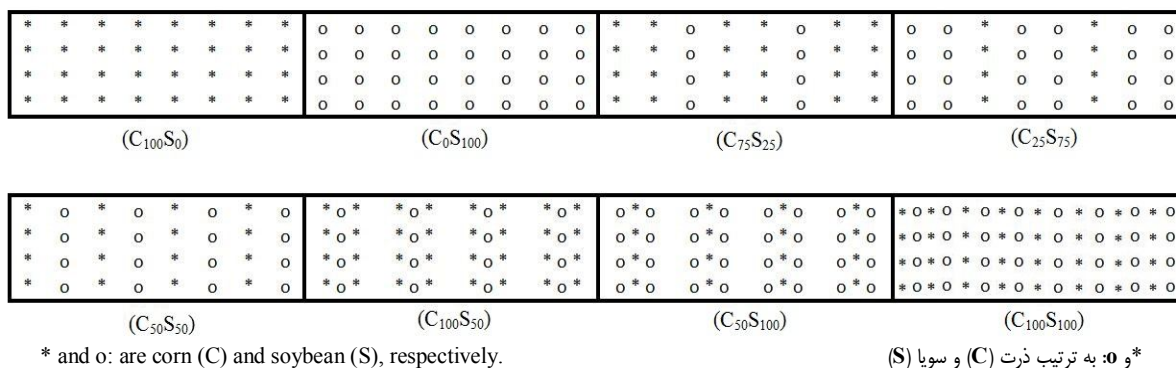 * * * * * * * * o o o o o o o o * * o * * o * * o o * o o * o o
* * * * * * * * o o o o o o o o * * o * * o * * o o * o o * o o
* * * * * * * * o o o o o o o o * * o * * o * * o o * o o * o o
* * * * * * * * o o o o o o o o * * o * * o * * o o * o o * o o
(C₁₀₀S₀) (C₀S₁₀₀) (C₇₅S₂₅) (C₂₅S₇₅)
* o * o * o * o * o * * o * * o * * o * o * o o * o o * o o * o * o * o * o * o * o * o * o * o
* o * o * o * o * o * * o * * o * * o * o * o o * o o * o o * o * o * o * o * o * o * o * o * o
* o * o * o * o * o * * o * * o * * o * o * o o * o o * o o * o * o * o * o * o * o * o * o * o
* o * o * o * o * o * * o * * o * * o * o * o o * o o * o o * o * o * o * o * o * o * o * o * o
(C₅₀S₅₀) (C₁₀₀S₅₀) (C₅₀S₁₀₀) (C₁₀₀S₁₀₀)
* and o: are corn (C) and soybean (S), respectively.
*و o: به ترتیب ذرت (C) و سویا (S)